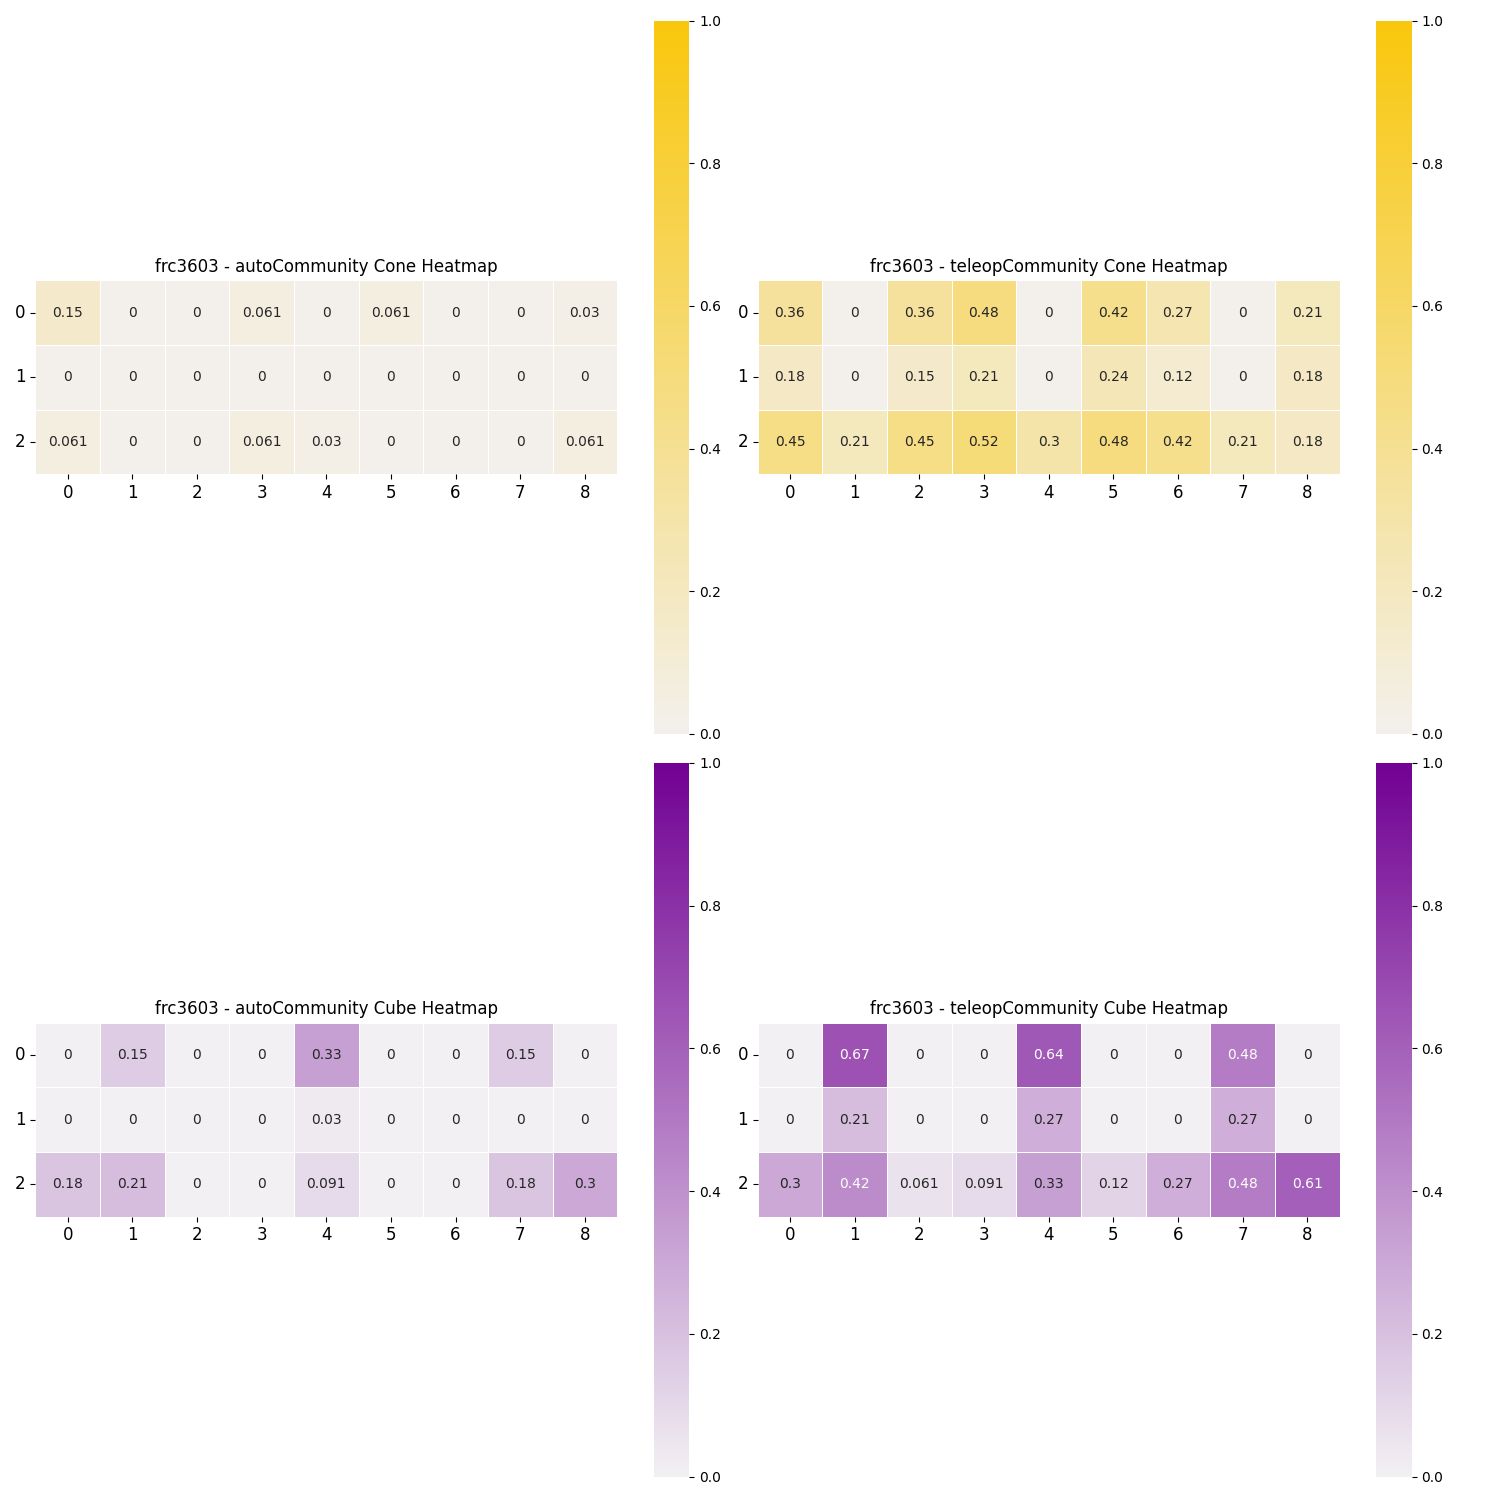 frc3603 - autoCommunity Cone Heatmap
0 0.15 0 0 0.061 0 0.061 0 0 0.03
1 0 0 0 0 0 0 0 0 0
2 0.061 0 0 0.061 0.03 0 0 0 0.061
0 1 2 3 4 5 6 7 8
1.0
0.8
0.6
0.4
0.2
0.0
frc3603 - teleopCommunity Cone Heatmap
0 0.36 0 0.36 0.48 0 0.42 0.27 0 0.21
1 0.18 0 0.15 0.21 0 0.24 0.12 0 0.18
2 0.45 0.21 0.45 0.52 0.3 0.48 0.42 0.21 0.18
0 1 2 3 4 5 6 7 8
1.0
0.8
0.6
0.4
0.2
0.0
frc3603 - autoCommunity Cube Heatmap
0 0 0.15 0 0 0.33 0 0 0.15 0
1 0 0 0 0 0.03 0 0 0 0
2 0.18 0.21 0 0 0.091 0 0 0.18 0.3
0 1 2 3 4 5 6 7 8
1.0
0.8
0.6
0.4
0.2
0.0
frc3603 - teleopCommunity Cube Heatmap
0 0 0.67 0 0 0.64 0 0 0.48 0
1 0 0.21 0 0 0.27 0 0 0.27 0
2 0.3 0.42 0.061 0.091 0.33 0.12 0.27 0.48 0.61
0 1 2 3 4 5 6 7 8
1.0
0.8
0.6
0.4
0.2
0.0